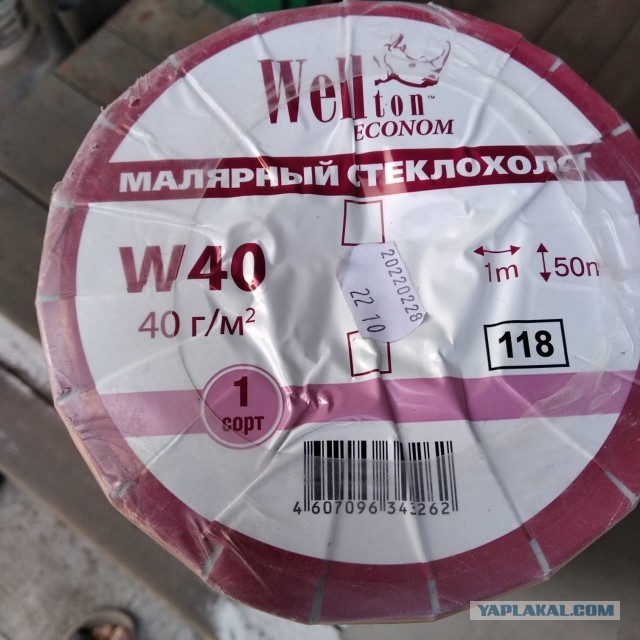 Wellton™
ECONOM
МАЛЯРНЫЙ СТЕКЛОХОЛСТ
W40
40 г/м²
1m 50m
20220228
22 10
118
1
сорт
4 607096 343262
YAPLAKAL.COM